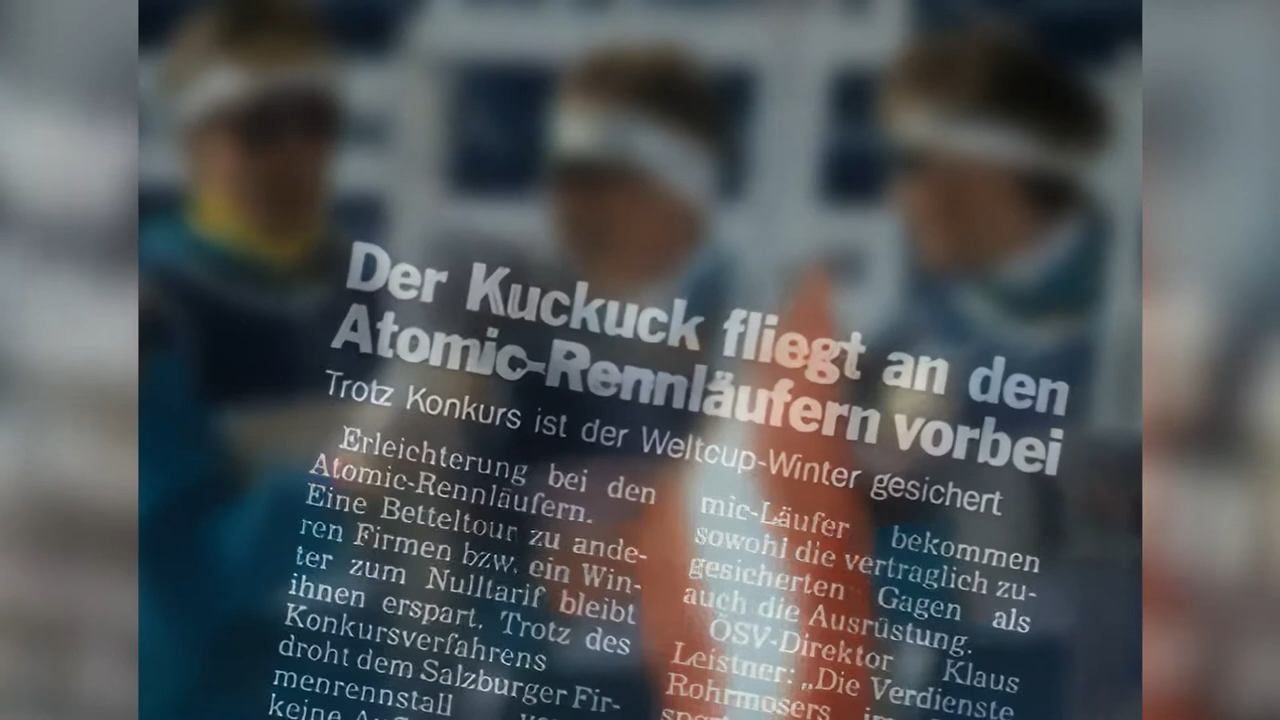 Der Kuckuck fliegt an den
Atomic-Rennläufern vorbei
Trotz Konkurs ist der Weltcup-Winter gesichert
Erleichterung bei den
Atomic-Rennläufern.
Eine Betteltour zu ande-
ren Firmen bzw. ein Win-
ter zum Nulltarif bleibt
ihnen erspart. Trotz des
Konkursverfahrens
droht dem Salzburger Fir-
menrennstall
keine
mic-Läufer bekommen
sowohl die vertraglich zu-
gesicherten Gagen als
auch die Ausrüstung.
ÖSV-Direktor Klaus
Leistner: „Die Verdienste
Rohrmosers